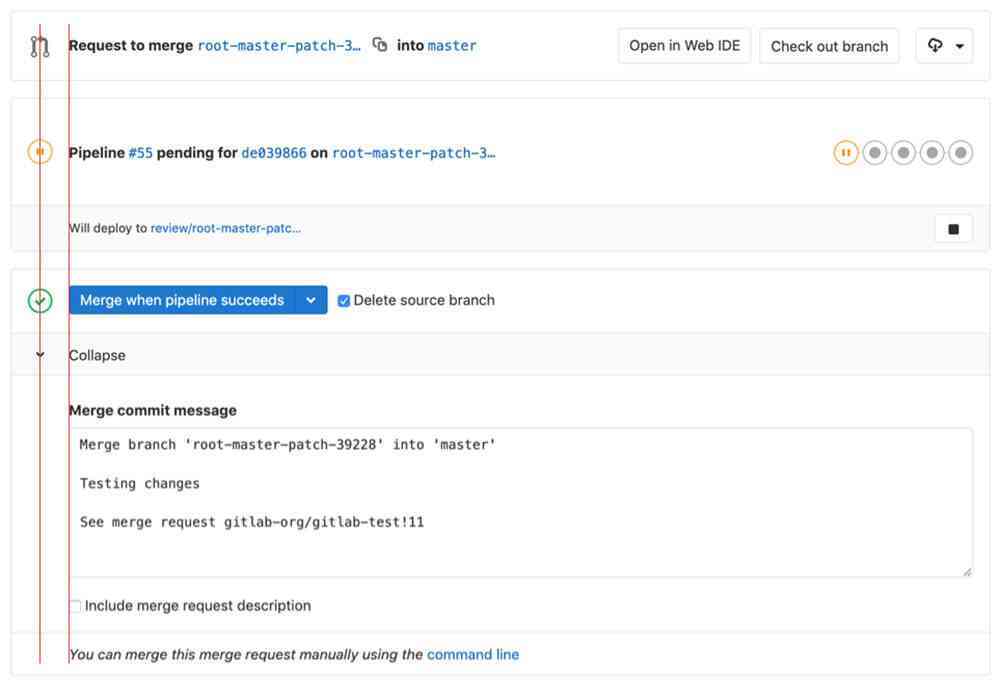 Request to merge root-master-patch-3… into master Open in Web IDE Check out branch
Pipeline #55 pending for de039866 on root-master-patch-3…
Will deploy to review/root-master-patc...
Merge when pipeline succeeds Delete source branch
Collapse
Merge commit message
Merge branch 'root-master-patch-39228' into 'master'
Testing changes
See merge request gitlab-org/gitlab-test!11
Include merge request description
You can merge this merge request manually using the command line